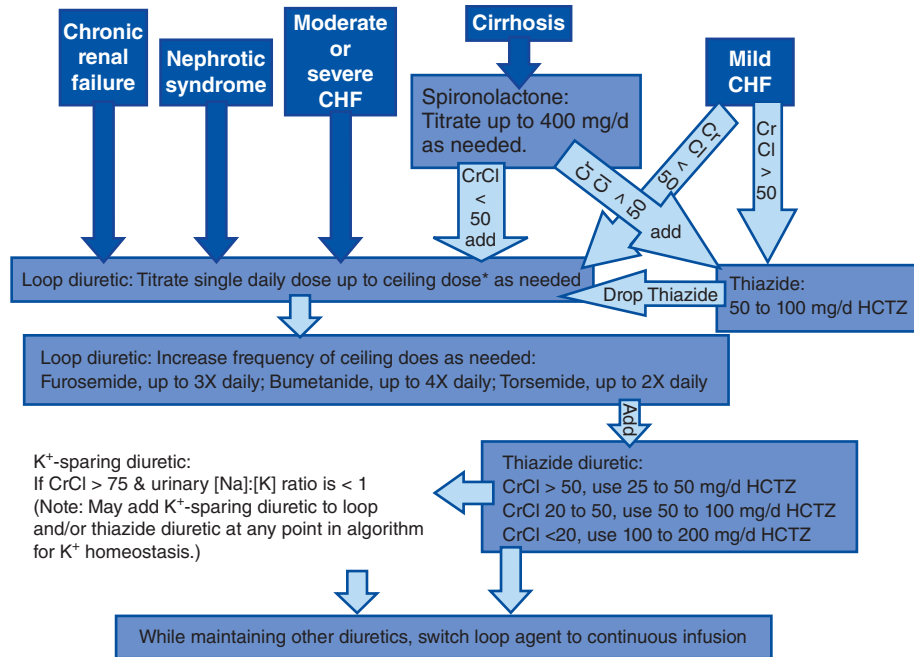 Chronic
renal
failure
Nephrotic
syndrome
Moderate
or
severe
CHF
Cirrhosis
Mild
CHF
Spironolactone:
Titrate up to 400 mg/d
as needed.
CrCl
<
50
add
Cr Cl > 50
add
Cr Cl < 50
Cr
Cl
>
50
Loop diuretic: Titrate single daily dose up to ceiling dose* as needed
Drop Thiazide
Thiazide:
50 to 100 mg/d HCTZ
Loop diuretic: Increase frequency of ceiling does as needed:
Furosemide, up to 3X daily; Bumetanide, up to 4X daily; Torsemide, up to 2X daily
Add
K⁺-sparing diuretic:
If CrCl > 75 & urinary [Na]:[K] ratio is < 1
(Note: May add K⁺-sparing diuretic to loop
and/or thiazide diuretic at any point in algorithm
for K⁺ homeostasis.)
Thiazide diuretic:
CrCl > 50, use 25 to 50 mg/d HCTZ
CrCl 20 to 50, use 50 to 100 mg/d HCTZ
CrCl <20, use 100 to 200 mg/d HCTZ
While maintaining other diuretics, switch loop agent to continuous infusion